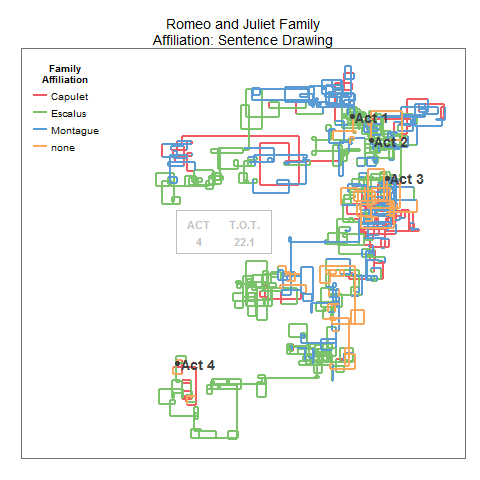 Romeo and Juliet Family
Affiliation: Sentence Drawing
Family
Affiliation
Capulet
Escalus
Montague
none
Act 1
Act 2
Act 3
ACT T.O.T.
4 22.1
Act 4